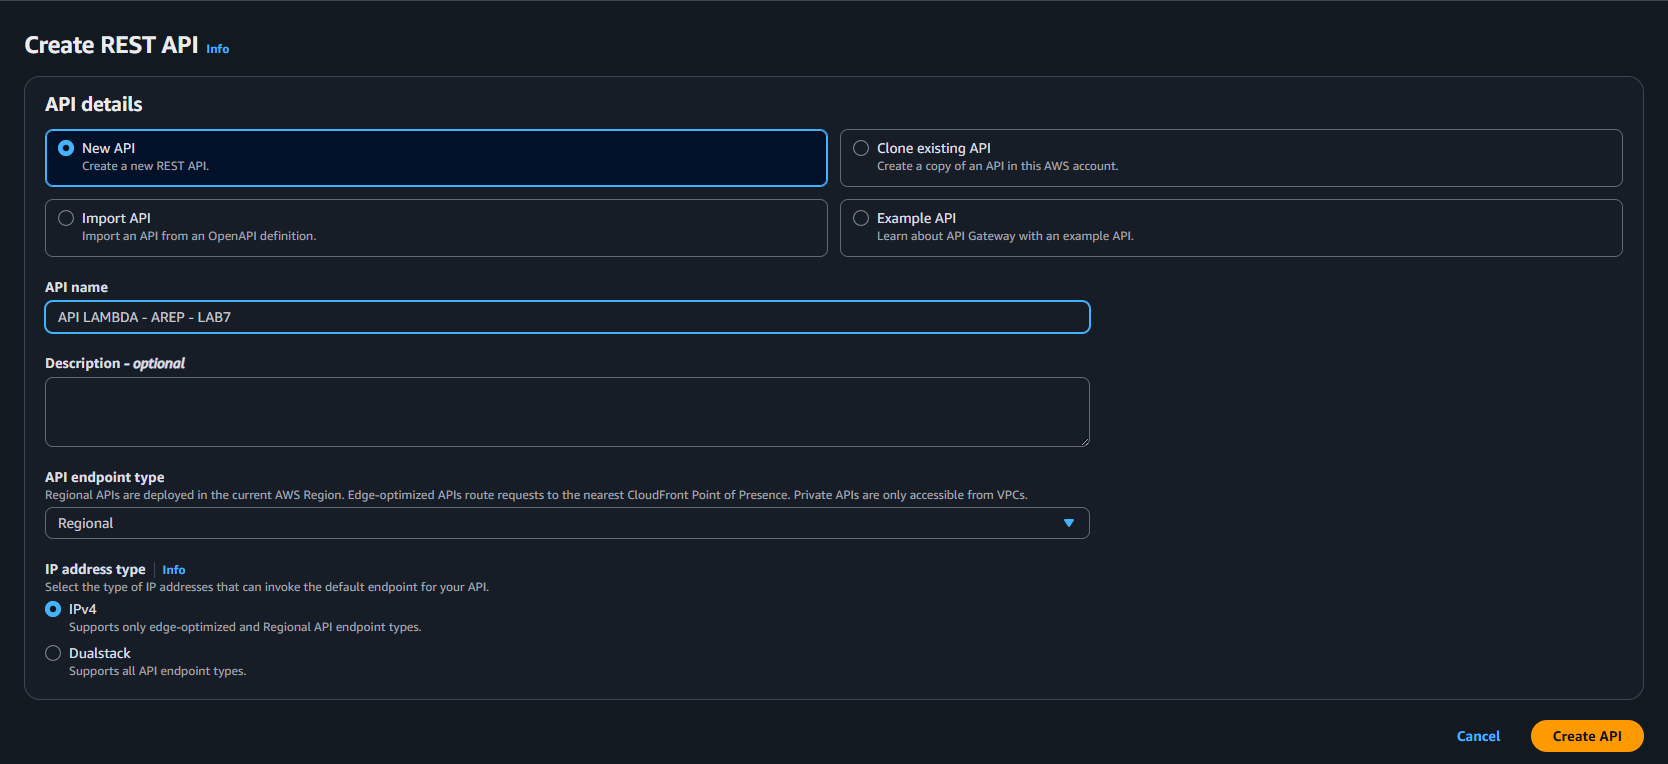 Create REST API Info
API details
New API
Create a new REST API.
Clone existing API
Create a copy of an API in this AWS account.
Import API
Import an API from an OpenAPI definition.
Example API
Learn about API Gateway with an example API.
API name
API LAMBDA - AREP - LAB7
Description - optional
API endpoint type
Regional APIs are deployed in the current AWS Region. Edge-optimized APIs route requests to the nearest CloudFront Point of Presence. Private APIs are only accessible from VPCs.
Regional
IP address type Info
Select the type of IP addresses that can invoke the default endpoint for your API.
IPv4
Supports only edge-optimized and Regional API endpoint types.
Dualstack
Supports all API endpoint types.
Cancel
Create API